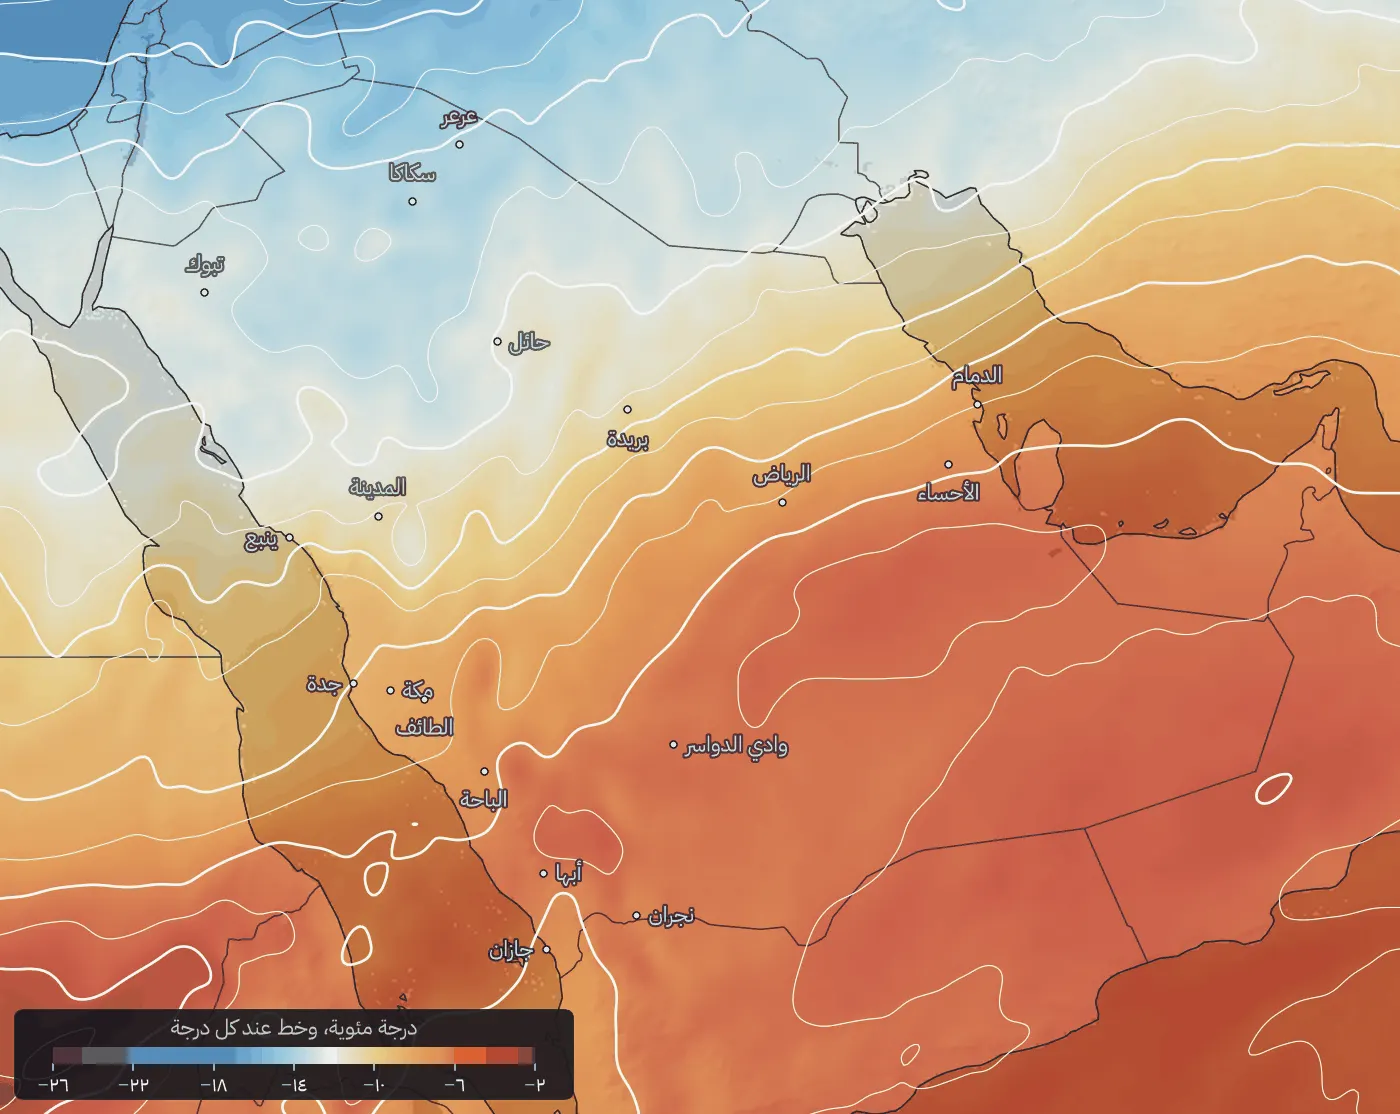 عرعر
سكاكا
تبوك
حائل
الدمام
بريدة
الرياض
المدينة
الأحساء
ينبع
جدة
مكة
الطائف
وادي الدواسر
الباحة
أبها
نجران
جازان
درجة مئوية، وخط عند كل درجة
−٢٦ −٢٢ −١٨ −١٤ −١٠ −٦ −٢